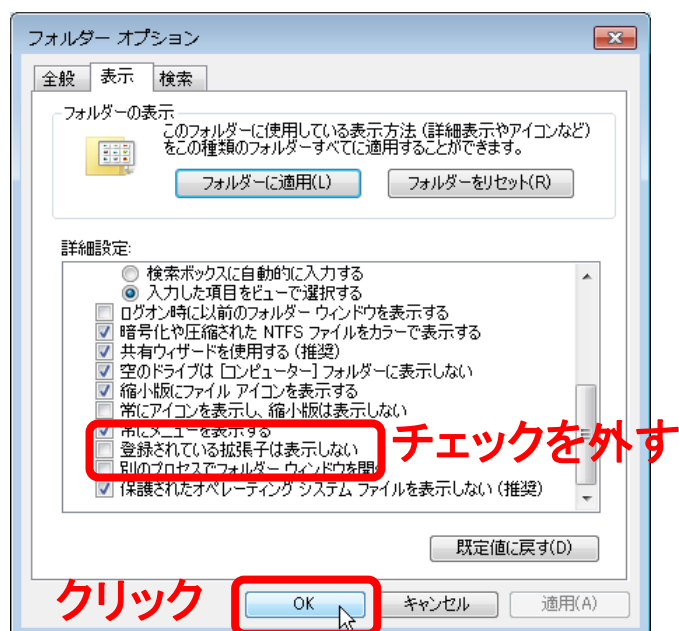 フォルダー オプション
全般 表示 検索
フォルダーの表示
このフォルダーに使用している表示方法 (詳細表示やアイコンなど)
をこの種類のフォルダーすべてに適用することができます。
フォルダーに適用(L) フォルダーをリセット(R)
詳細設定:
検索ボックスに自動的に入力する
入力した項目をビューで選択する
ログオン時に以前のフォルダー ウィンドウを表示する
暗号化や圧縮された NTFS ファイルをカラーで表示する
共有ウィザードを使用する (推奨)
空のドライブは [コンピューター] フォルダーに表示しない
縮小版にファイル アイコンを表示する
常にアイコンを表示し、縮小版は表示しない
常にメニューを表示する
登録されている拡張子は表示しない
チェックを外す
別のプロセスでフォルダー ウィンドウを開
保護されたオペレーティング システム ファイルを表示しない (推奨)
既定値に戻す(D)
クリック
OK キャンセル 適用(A)